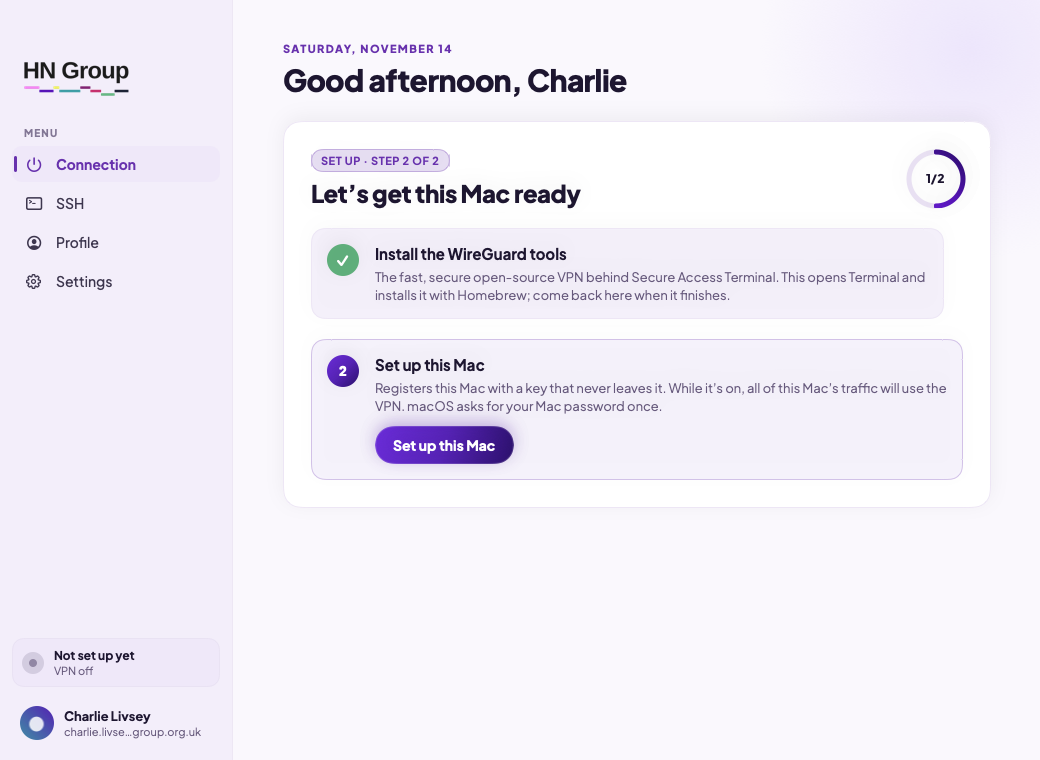 HN Group
MENU
Connection
SSH
Profile
Settings
Not set up yet
VPN off
Charlie Livsey
charlie.livse…group.org.uk
SATURDAY, NOVEMBER 14
Good afternoon, Charlie
SET UP · STEP 2 OF 2
Let’s get this Mac ready
1/2
Install the WireGuard tools
The fast, secure open-source VPN behind Secure Access Terminal. This opens Terminal and
installs it with Homebrew; come back here when it finishes.
2
Set up this Mac
Registers this Mac with a key that never leaves it. While it’s on, all of this Mac’s traffic will use the
VPN. macOS asks for your Mac password once.
Set up this Mac